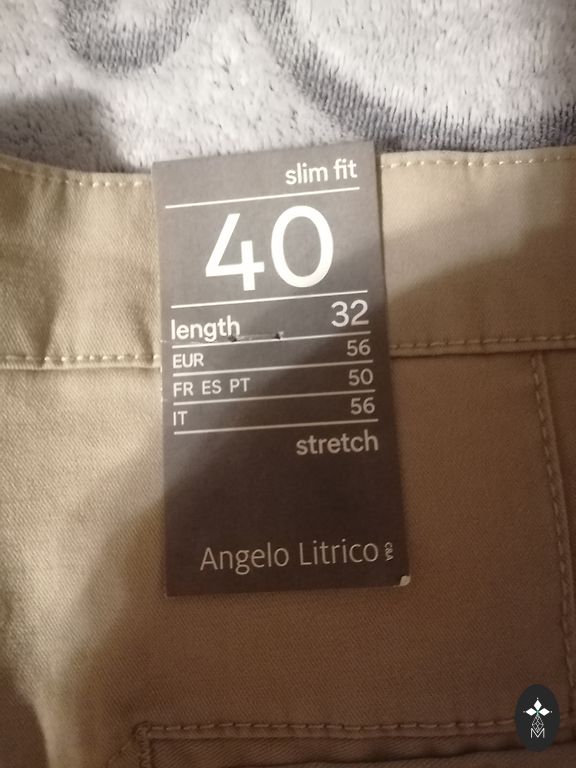 slim fit
40
length 32
EUR 56
FR ES PT 50
IT 56
stretch
Angelo Litrico C&A
M